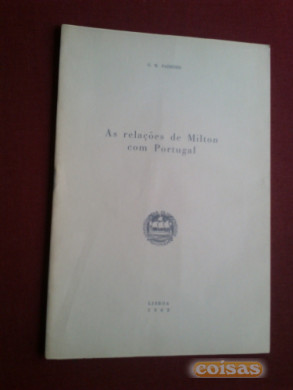 As relações de Milton
com Portugal
LISBOA
coisas